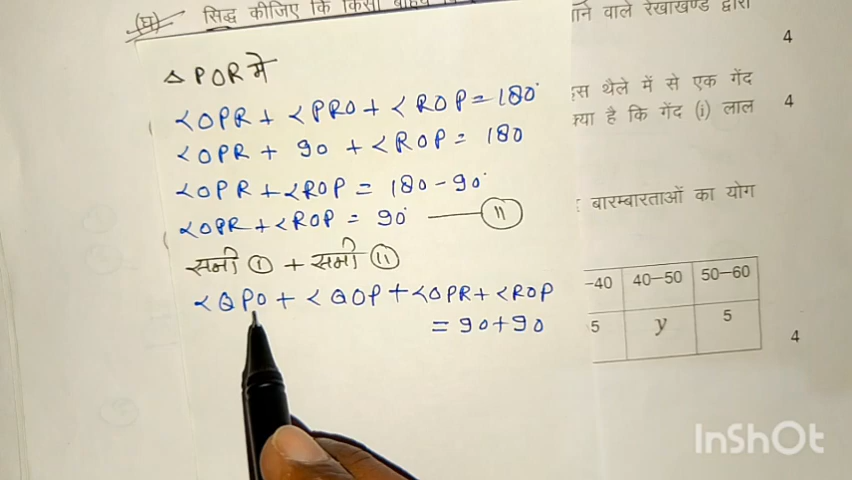 (घ) सिद्ध कीजिए कि किसी बाह्य
ाने वाले रेखाखण्ड द्वारा
4
△ POR में
∠OPR + ∠PRO + ∠ROP = 180°
∠OPR + 90 + ∠ROP = 180
∠OPR + ∠ROP = 180 - 90°
∠OPR + ∠ROP = 90° — II
समी I + समी II
∠QPO + ∠QOP + ∠OPR + ∠ROP
= 90 + 90
इस थैले में से एक गेंद
क्या है कि गेंद (i) लाल
4
बारम्बारताओं का योग
-40 40-50 50-60
5 y 5
4
InShOt